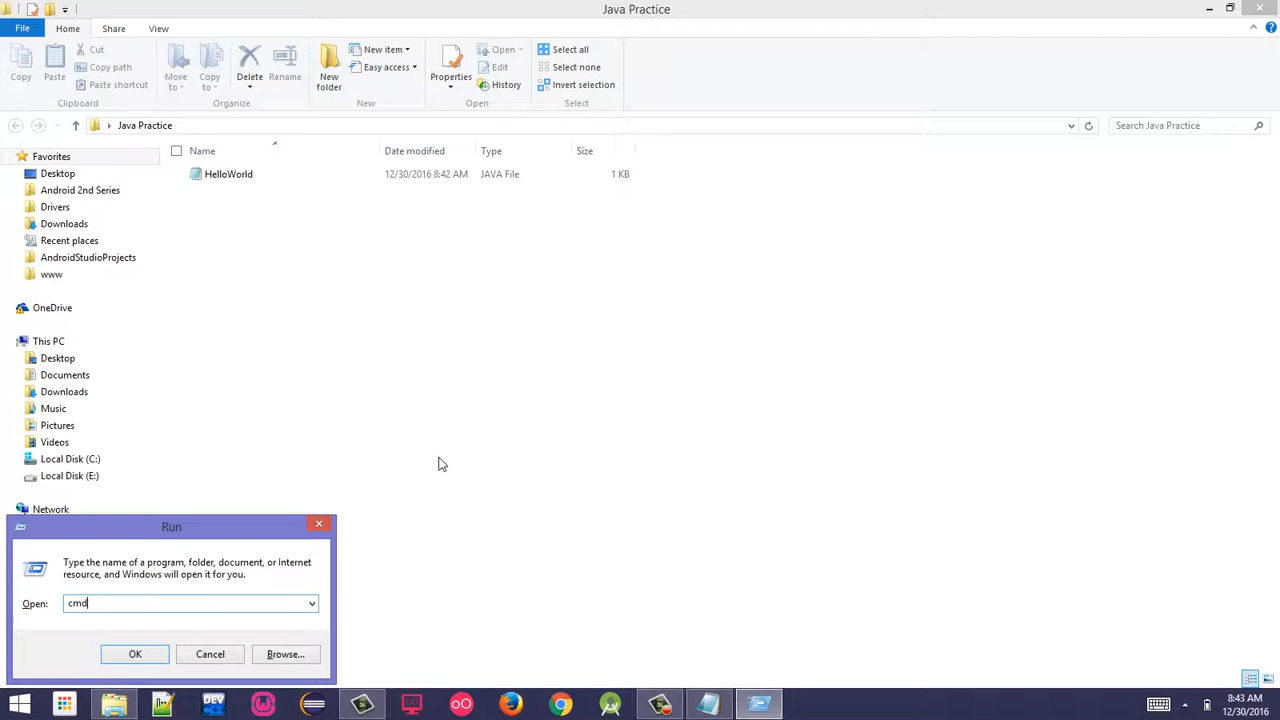 Java Practice
File
Home
Share
View
Copy
Paste
Cut
Copy path
Paste shortcut
Clipboard
Move to
Copy to
Delete
Rename
Organize
New folder
New item
Easy access
New
Properties
Open
Edit
History
Open
Select all
Select none
Invert selection
Select
Java Practice
Search Java Practice
Name
Date modified
Type
Size
HelloWorld
12/30/2016 8:42 AM
JAVA File
1 KB
Favorites
Desktop
Android 2nd Series
Drivers
Downloads
Recent places
AndroidStudioProjects
www
OneDrive
This PC
Desktop
Documents
Downloads
Music
Pictures
Videos
Local Disk (C:)
Local Disk (E:)
Network
Run
Type the name of a program, folder, document, or Internet
resource, and Windows will open it for you.
Open:
cmd
OK
Cancel
Browse...
n++
DEV
8:43 AM
12/30/2016